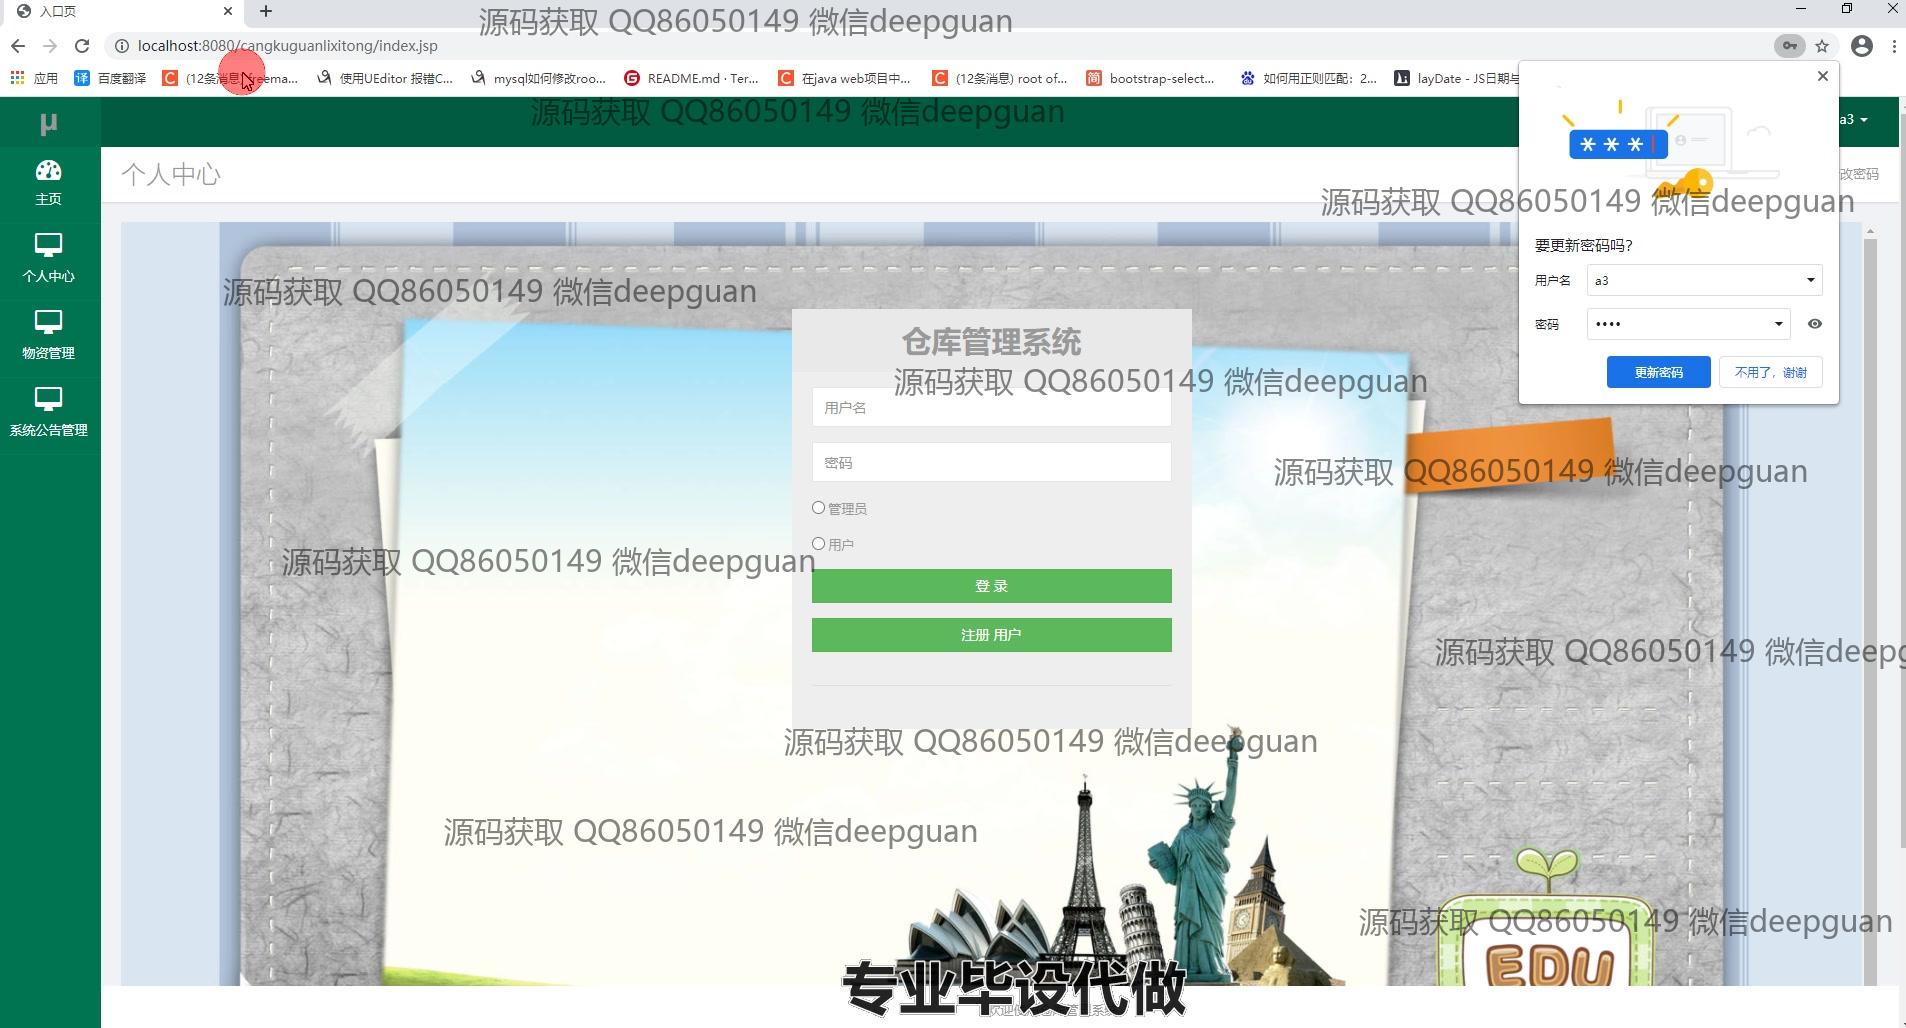 入口页
源码获取 QQ86050149 微信deepguan
localhost:8080/cangkuguanlixitong/index.jsp
应用
百度翻译
(12条消息)
使用UEditor 报错C...
mysql如何修改roo...
README.md · Ter...
在java web项目中...
(12条消息) root of...
bootstrap-select...
如何用正则匹配：2...
layDate - JS日期与
源码获取 QQ86050149 微信deepguan
μ
a3
主页
个人中心
物资管理
系统公告管理
个人中心
改密码
源码获取 QQ86050149 微信deepguan
***
要更新密码吗?
用户名
a3
密码
••••
更新密码
不用了，谢谢
源码获取 QQ86050149 微信deepguan
仓库管理系统
源码获取 QQ86050149 微信deepguan
用户名
密码
源码获取 QQ86050149 微信deepguan
管理员
用户
源码获取 QQ86050149 微信deepguan
登 录
注册 用户
源码获取 QQ86050149 微信deep
源码获取 QQ86050149 微信deepguan
源码获取 QQ86050149 微信deepguan
源码获取 QQ86050149 微信deepguan
EDU
专业毕设代做